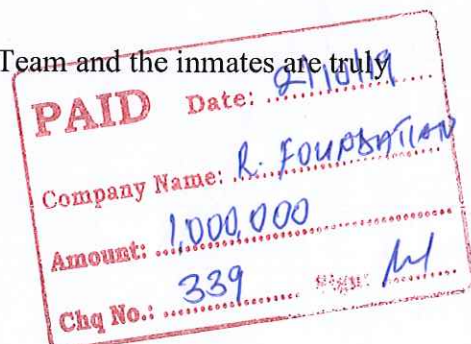 Team and the inmates are truly
PAID Date: 2/10/19
Company Name: R. FOUNDATION
Amount: 1,000,000
Chq No.: 339 Sign: